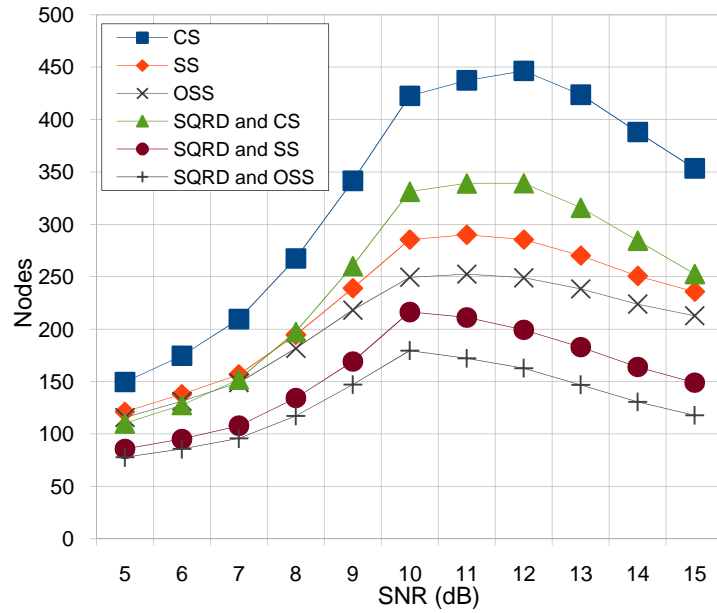 500
450
400
350
300
250
200
150
100
50
0
Nodes
CS
SS
OSS
SQRD and CS
SQRD and SS
SQRD and OSS
5 6 7 8 9 10 11 12 13 14 15
SNR (dB)